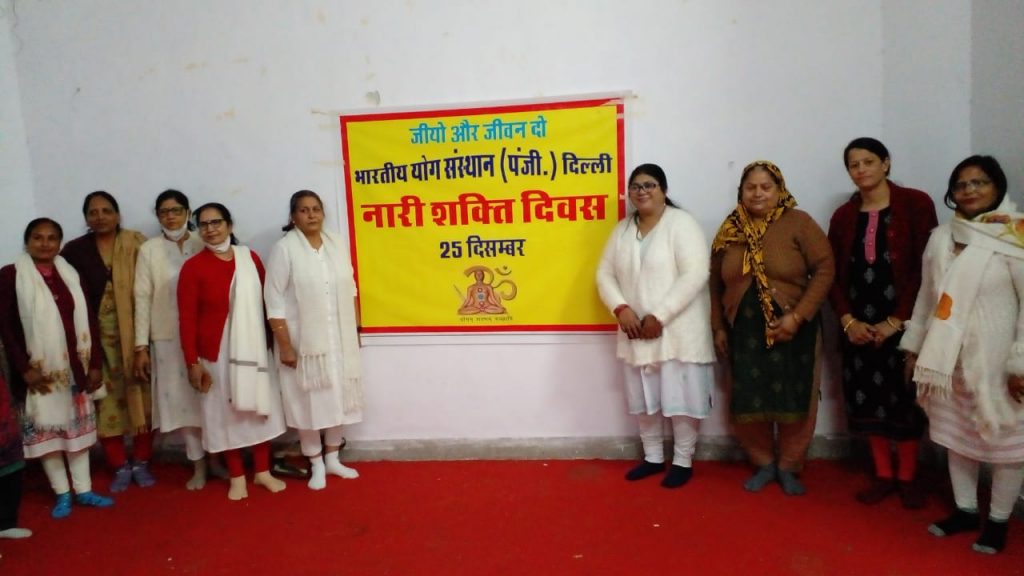 जीयो और जीवन दो
भारतीय योग संस्थान (पंजी.) दिल्ली
नारी शक्ति दिवस
25 दिसम्बर
ॐ